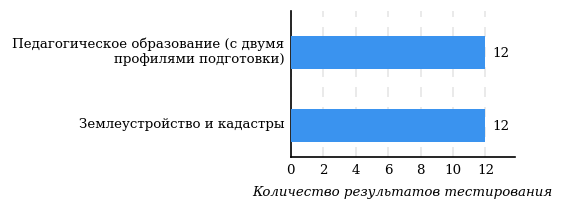 Педагогическое образование (с двумя
профилями подготовки)
12
Землеустройство и кадастры
12
0 2 4 6 8 10 12
Количество результатов тестирования